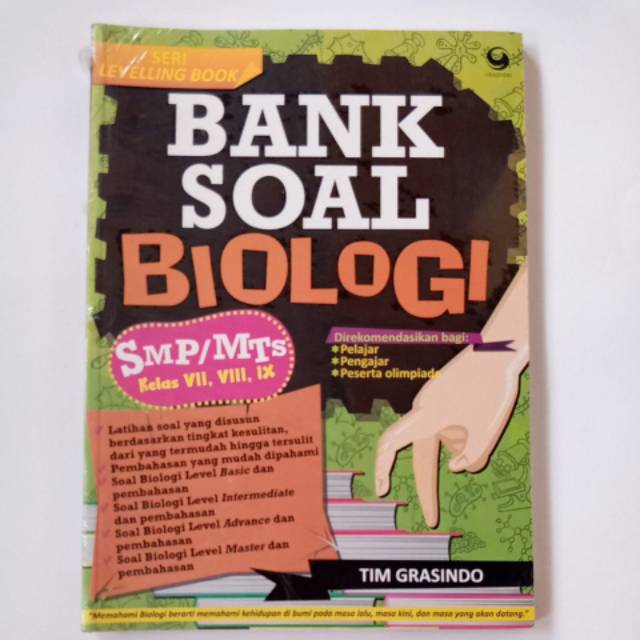 SERI
LEVELLING BOOK
BANK
SOAL
BIOLOGI
SMP/MTs
Kelas VII, VIII, IX
Direkomendasikan bagi:
*Pelajar
*Pengajar
*Peserta olimpiade
Latihan soal yang disusun
berdasarkan tingkat kesulitan,
dari yang termudah hingga tersulit
Pembahasan yang mudah dipahami
Soal Biologi Level Basic dan
pembahasan
Soal Biologi Level Intermediate
dan pembahasan
Soal Biologi Level Advance dan
pembahasan
Soal Biologi Level Master dan
pembahasan
TIM GRASINDO
"Memahami Biologi berarti memahami kehidupan di bumi pada masa lalu, masa kini, dan masa yang akan datang."